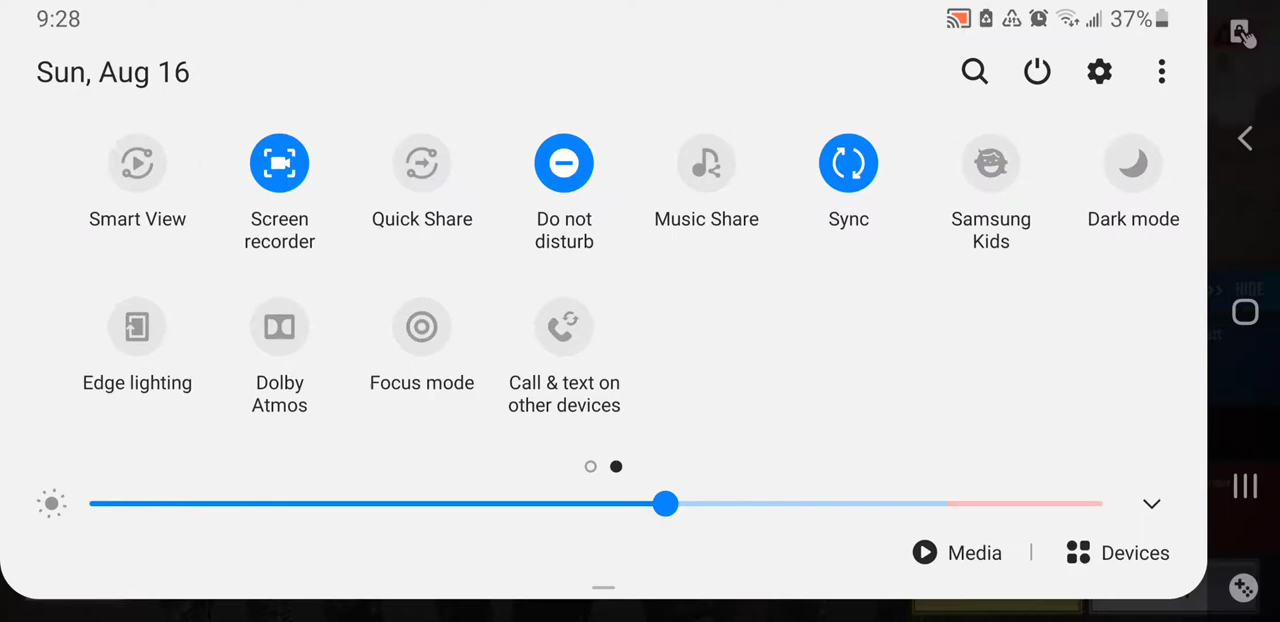 9:28
37%
Sun, Aug 16
Smart View
Screen
recorder
Quick Share
Do not
disturb
Music Share
Sync
Samsung
Kids
Dark mode
>> HIDE
Edge lighting
Dolby
Atmos
Focus mode
Call & text on
other devices
Media
Devices